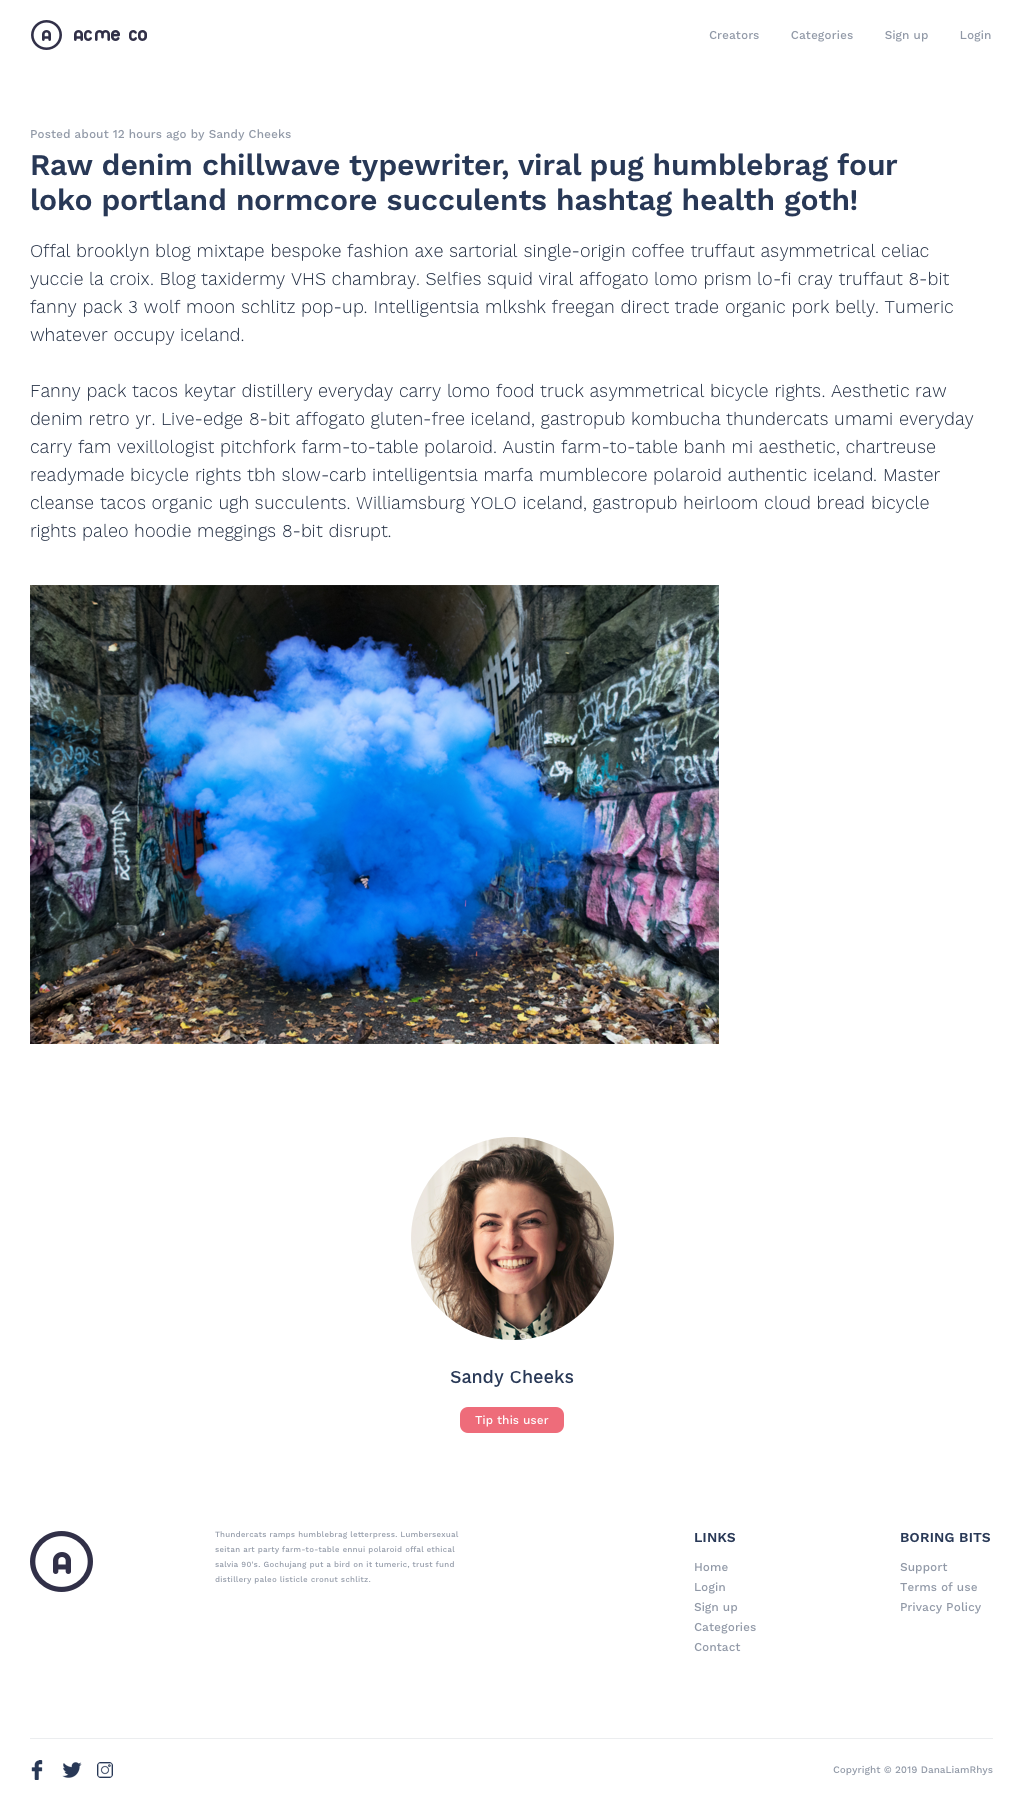 A acme co
Creators Categories Sign up Login
Posted about 12 hours ago by Sandy Cheeks
Raw denim chillwave typewriter, viral pug humblebrag four
loko portland normcore succulents hashtag health goth!
Offal brooklyn blog mixtape bespoke fashion axe sartorial single-origin coffee truffaut asymmetrical celiac
yuccie la croix. Blog taxidermy VHS chambray. Selfies squid viral affogato lomo prism lo-fi cray truffaut 8-bit
fanny pack 3 wolf moon schlitz pop-up. Intelligentsia mlkshk freegan direct trade organic pork belly. Tumeric
whatever occupy iceland.
Fanny pack tacos keytar distillery everyday carry lomo food truck asymmetrical bicycle rights. Aesthetic raw
denim retro yr. Live-edge 8-bit affogato gluten-free iceland, gastropub kombucha thundercats umami everyday
carry fam vexillologist pitchfork farm-to-table polaroid. Austin farm-to-table banh mi aesthetic, chartreuse
readymade bicycle rights tbh slow-carb intelligentsia marfa mumblecore polaroid authentic iceland. Master
cleanse tacos organic ugh succulents. Williamsburg YOLO iceland, gastropub heirloom cloud bread bicycle
rights paleo hoodie meggings 8-bit disrupt.
Sandy Cheeks
Tip this user
A
Thundercats ramps humblebrag letterpress. Lumbersexual
seitan art party farm-to-table ennui polaroid offal ethical
salvia 90's. Gochujang put a bird on it tumeric, trust fund
distillery paleo listicle cronut schlitz.
LINKS
Home
Login
Sign up
Categories
Contact
BORING BITS
Support
Terms of use
Privacy Policy
Copyright © 2019 DanaLiamRhys